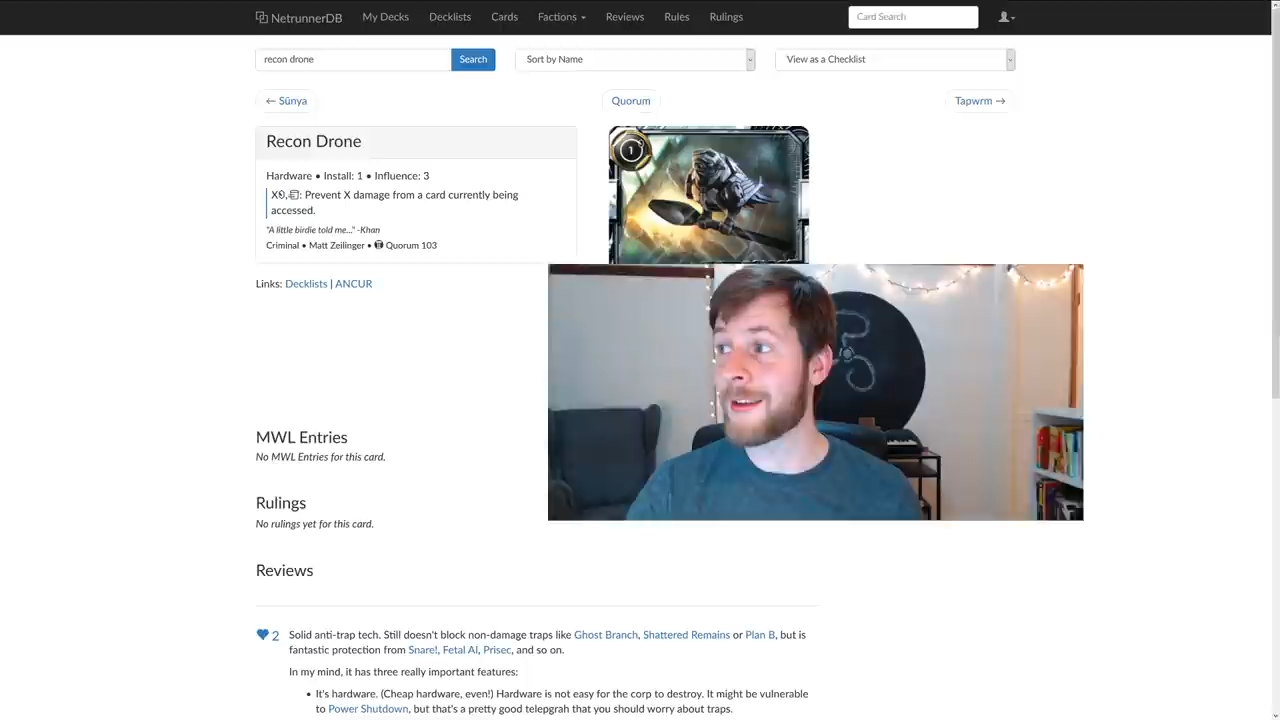 NetrunnerDB My Decks Decklists Cards Factions Reviews Rules Rulings Card Search
recon drone Search Sort by Name View as a Checklist
← Sūnya Quorum Tapwrm →
Recon Drone
1
Hardware • Install: 1 • Influence: 3
X, : Prevent X damage from a card currently being
accessed.
"A little birdie told me..." -Khan
Criminal • Matt Zeilinger • Quorum 103
Links: Decklists | ANCUR
MWL Entries
No MWL Entries for this card.
Rulings
No rulings yet for this card.
Reviews
2 Solid anti-trap tech. Still doesn't block non-damage traps like Ghost Branch, Shattered Remains or Plan B, but is
fantastic protection from Snare!, Fetal AI, Prisec, and so on.
In my mind, it has three really important features:
• It's hardware. (Cheap hardware, even!) Hardware is not easy for the corp to destroy. It might be vulnerable
to Power Shutdown, but that's a pretty good telepgrah that you should worry about traps.